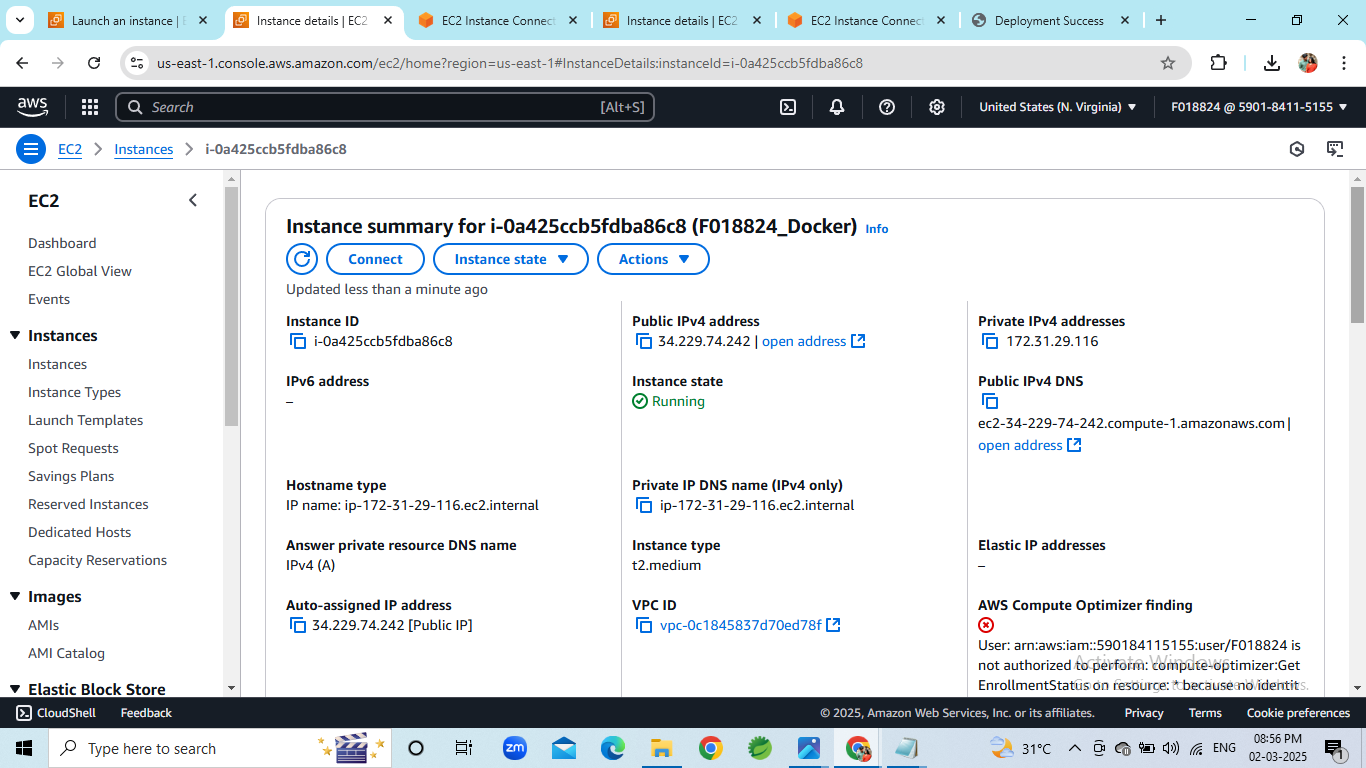 Launch an instance | E
Instance details | EC2
EC2 Instance Connect
Instance details | EC2
EC2 Instance Connect
Deployment Success
us-east-1.console.aws.amazon.com/ec2/home?region=us-east-1#InstanceDetails:instanceId=i-0a425ccb5fdba86c8
aws
Search
[Alt+S]
United States (N. Virginia)
F018824 @ 5901-8411-5155
EC2
Instances
i-0a425ccb5fdba86c8
EC2
Dashboard
EC2 Global View
Events
Instances
Instances
Instance Types
Launch Templates
Spot Requests
Savings Plans
Reserved Instances
Dedicated Hosts
Capacity Reservations
Images
AMIs
AMI Catalog
Elastic Block Store
Instance summary for i-0a425ccb5fdba86c8 (F018824_Docker) Info
Connect
Instance state
Actions
Updated less than a minute ago
Instance ID
i-0a425ccb5fdba86c8
Public IPv4 address
34.229.74.242 | open address
Private IPv4 addresses
172.31.29.116
IPv6 address
–
Instance state
Running
Public IPv4 DNS
ec2-34-229-74-242.compute-1.amazonaws.com |
open address
Hostname type
IP name: ip-172-31-29-116.ec2.internal
Private IP DNS name (IPv4 only)
ip-172-31-29-116.ec2.internal
Answer private resource DNS name
IPv4 (A)
Instance type
t2.medium
Elastic IP addresses
–
Auto-assigned IP address
34.229.74.242 [Public IP]
VPC ID
vpc-0c1845837d70ed78f
AWS Compute Optimizer finding
User: arn:aws:iam::590184115155:user/F018824 is
not authorized to perform: compute-optimizer:Get
EnrollmentStatus on resource: * because no identit
Activate Windows
Go to Settings to activate Windows.
CloudShell
Feedback
© 2025, Amazon Web Services, Inc. or its affiliates.
Privacy
Terms
Cookie preferences
Type here to search
zm
31°C
ENG
08:56 PM
02-03-2025
1